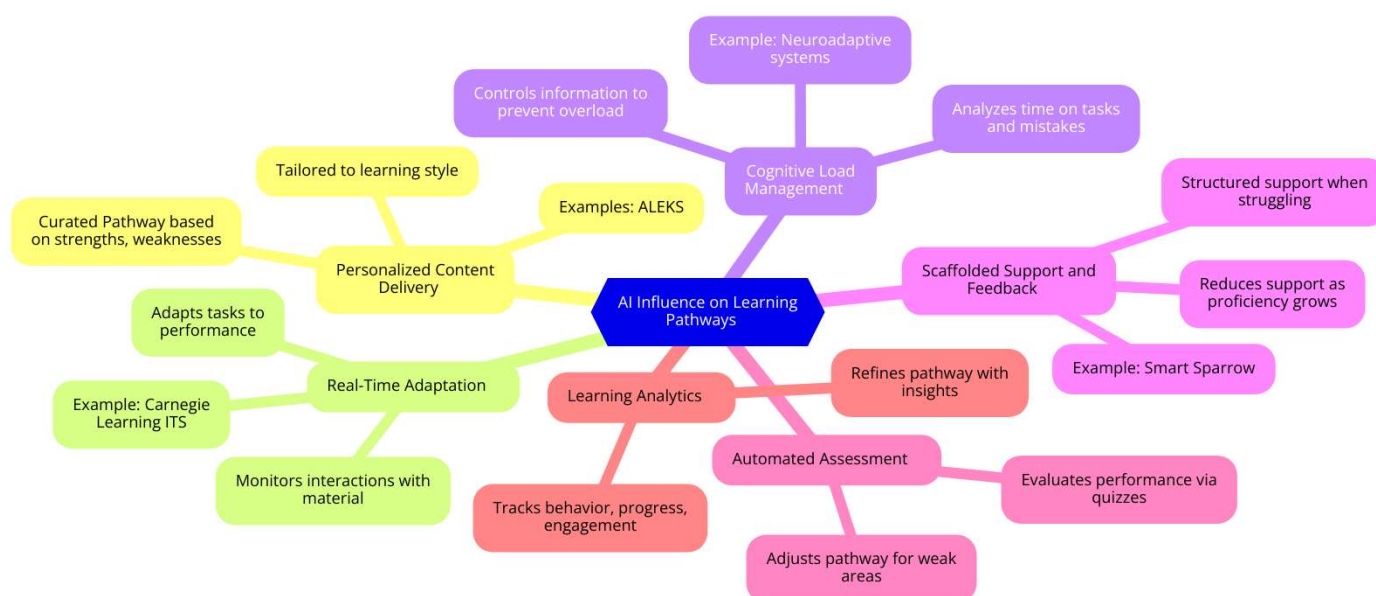 AI Influence on Learning
Pathways
Cognitive Load
Management
Controls information to
prevent overload
Example: Neuroadaptive
systems
Analyzes time on tasks
and mistakes
Personalized Content
Delivery
Curated Pathway based
on strengths, weaknesses
Tailored to learning style
Examples: ALEKS
Real-Time Adaptation
Adapts tasks to
performance
Example: Carnegie
Learning ITS
Monitors interactions with
material
Learning Analytics
Refines pathway with
insights
Tracks behavior, progress,
engagement
Automated Assessment
Evaluates performance via
quizzes
Adjusts pathway for weak
areas
Scaffolded Support and
Feedback
Structured support when
struggling
Reduces support as
proficiency grows
Example: Smart Sparrow